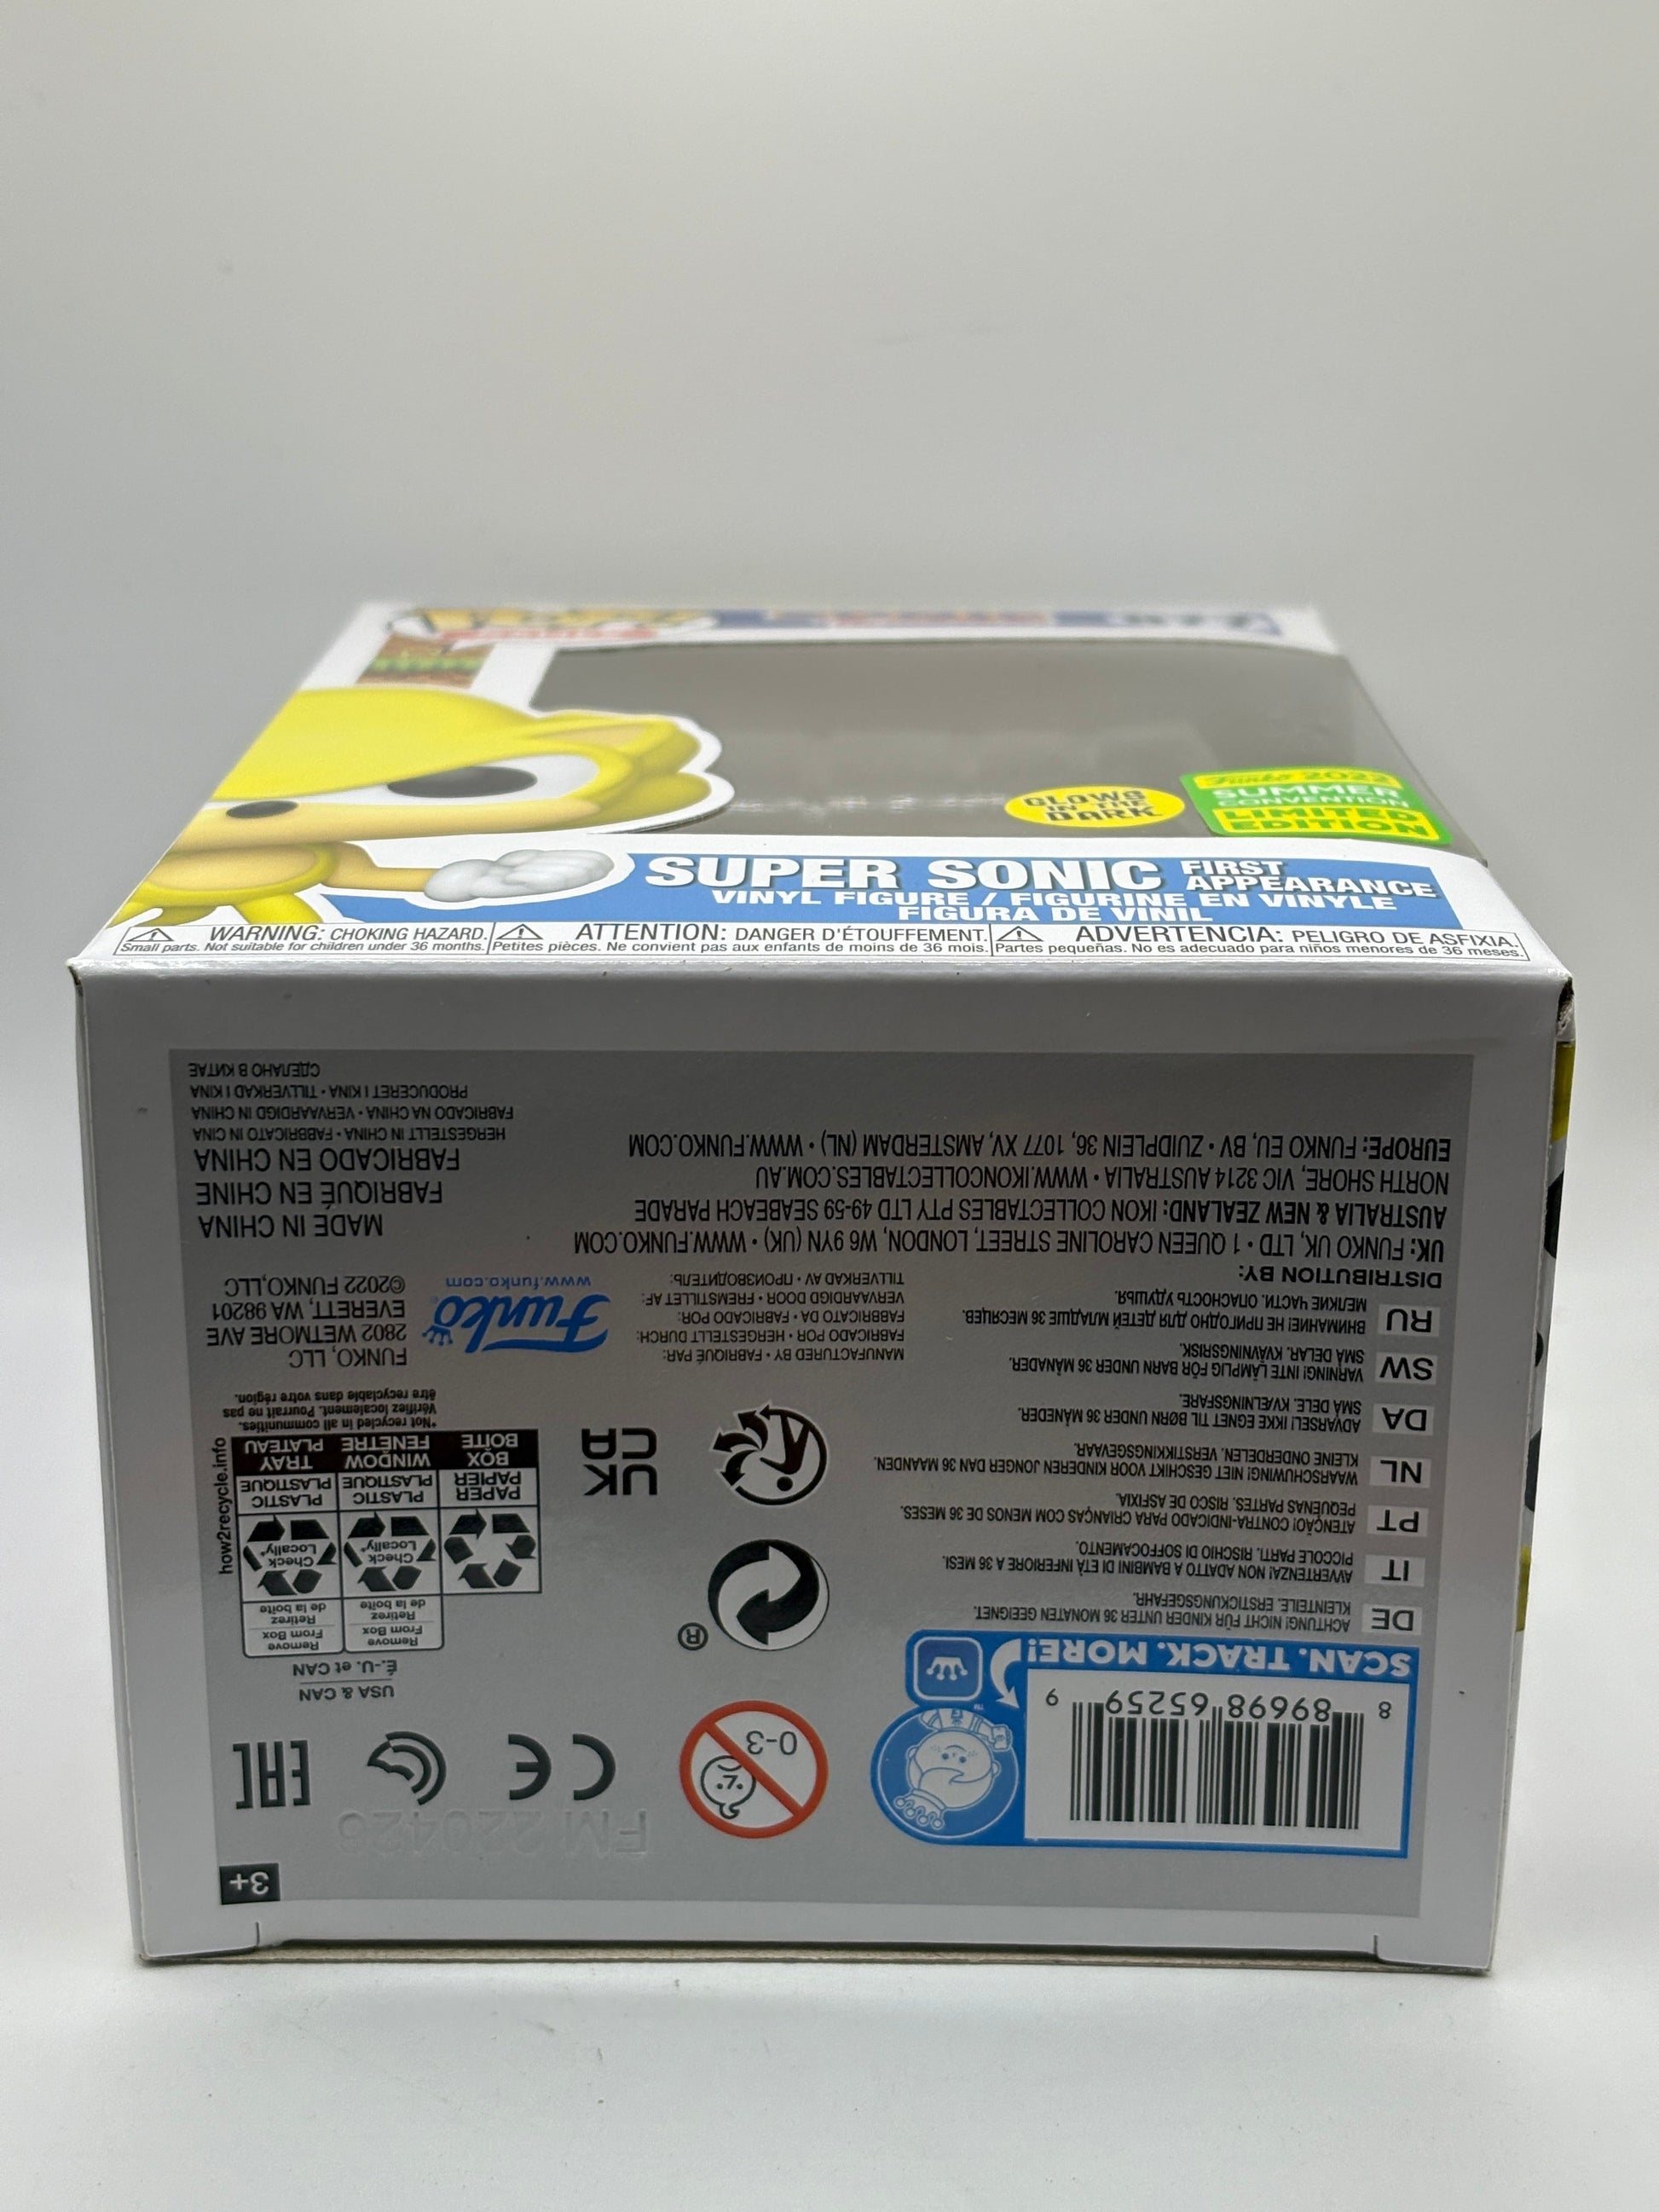 877
GLOWS
IN THE
DARK
Funko 2022
SUMMER
CONVENTION
LIMITED
EDITION
SUPER SONIC FIRST APPEARANCE
VINYL FIGURE / FIGURINE EN VINYLE
FIGURA DE VINIL
WARNING: CHOKING HAZARD.
Small parts. Not suitable for children under 36 months.
ATTENTION: DANGER D'ÉTOUFFEMENT.
Petites pièces. Ne convient pas aux enfants de moins de 36 mois.
ADVERTENCIA: PELIGRO DE ASFIXIA.
Partes pequeñas. No es adecuado para niños menores de 36 meses.
3+
FM 220426
8 89698 65259 9
SCAN. TRACK. MORE!
0-3
CE
EAC
USA & CAN
É.-U. et CAN
Remove
From Box
Retirez
de la boîte
Remove
From Box
Retirez
de la boîte
Check
Locally*
Check
Locally*
PAPER
PAPIER
BOX
BOÎTE
PLASTIC
PLASTIQUE
WINDOW
FENÊTRE
PLASTIC
PLASTIQUE
TRAY
PLATEAU
how2recycle.info
*Not recycled in all communities.
Vérifiez localement. Pourrait ne pas
être recyclable dans votre région.
®
UK
CA
DE
ACHTUNG! NICHT FÜR KINDER UNTER 36 MONATEN GEEIGNET.
KLEINTEILE. ERSTICKUNGSGEFAHR.
IT
AVVERTENZA! NON ADATTO A BAMBINI DI ETÀ INFERIORE A 36 MESI.
PICCOLE PARTI. RISCHIO DI SOFFOCAMENTO.
PT
ATENÇÃO! CONTRA-INDICADO PARA CRIANÇAS COM MENOS DE 36 MESES.
PEQUENAS PARTES. RISCO DE ASFIXIA.
NL
WAARSCHUWING! NIET GESCHIKT VOOR KINDEREN JONGER DAN 36 MAANDEN.
KLEINE ONDERDELEN. VERSTIKKINGSGEVAAR.
DA
ADVARSEL! IKKE EGNET TIL BØRN UNDER 36 MÅNEDER.
SMÅ DELE. KVÆLNINGSFARE.
SW
VARNING! INTE LÄMPLIG FÖR BARN UNDER 36 MÅNADER.
SMÅ DELAR. KVÄVNINGSRISK.
RU
ВНИМАНИЕ! НЕ ПРИГОДНО ДЛЯ ДЕТЕЙ МЛАДШЕ 36 МЕСЯЦЕВ.
МЕЛКИЕ ЧАСТИ. ОПАСНОСТЬ УДУШЬЯ.
MANUFACTURED BY • FABRIQUÉ PAR:
FABRICADO POR • HERGESTELLT DURCH:
FABBRICATO DA • FABRICADO POR:
VERVAARDIGD DOOR • FREMSTILLET AF:
TILLVERKAD AV • ПРОИЗВОДИТЕЛЬ:
Funko
www.funko.com
FUNKO, LLC
2802 WETMORE AVE
EVERETT, WA 98201
©2022 FUNKO,LLC
DISTRIBUTION BY:
UK: FUNKO UK, LTD • 1 QUEEN CAROLINE STREET, LONDON, W6 9YN (UK) • WWW.FUNKO.COM
AUSTRALIA & NEW ZEALAND: IKON COLLECTABLES PTY LTD 49-59 SEABEACH PARADE
NORTH SHORE, VIC 3214 AUSTRALIA • WWW.IKONCOLLECTABLES.COM.AU
EUROPE: FUNKO EU, BV • ZUIDPLEIN 36, 1077 XV, AMSTERDAM (NL) • WWW.FUNKO.COM
MADE IN CHINA
FABRIQUÉ EN CHINE
FABRICADO EN CHINA
HERGESTELLT IN CHINA • FABBRICATO IN CINA
FABRICADO NA CHINA • VERVAARDIGD IN CHINA
PRODUCERET I KINA • TILLVERKAD I KINA
СДЕЛАНО В КИТАЕ